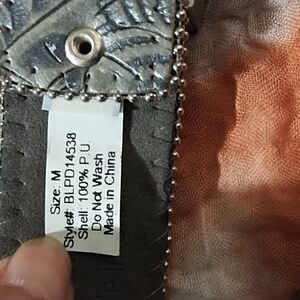 Size: M
Style#: BLPD14538
Shell: 100% P.U.
Do Not Wash
Made in China